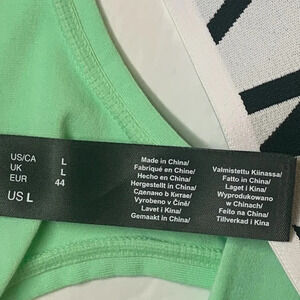 US/CA L
UK L
EUR 44
US L
Made in China/
Fabriqué en Chine/
Hecho en China/
Hergestellt in China/
Сделано в Китае/
Vyrobeno v Číně/
Lavet i Kina/
Gemaakt in China/
Valmistettu Kiinassa/
Fatto in China/
Laget i Kina/
Wyprodukowano
w Chinach/
Feito na China/
Tillverkad i Kina